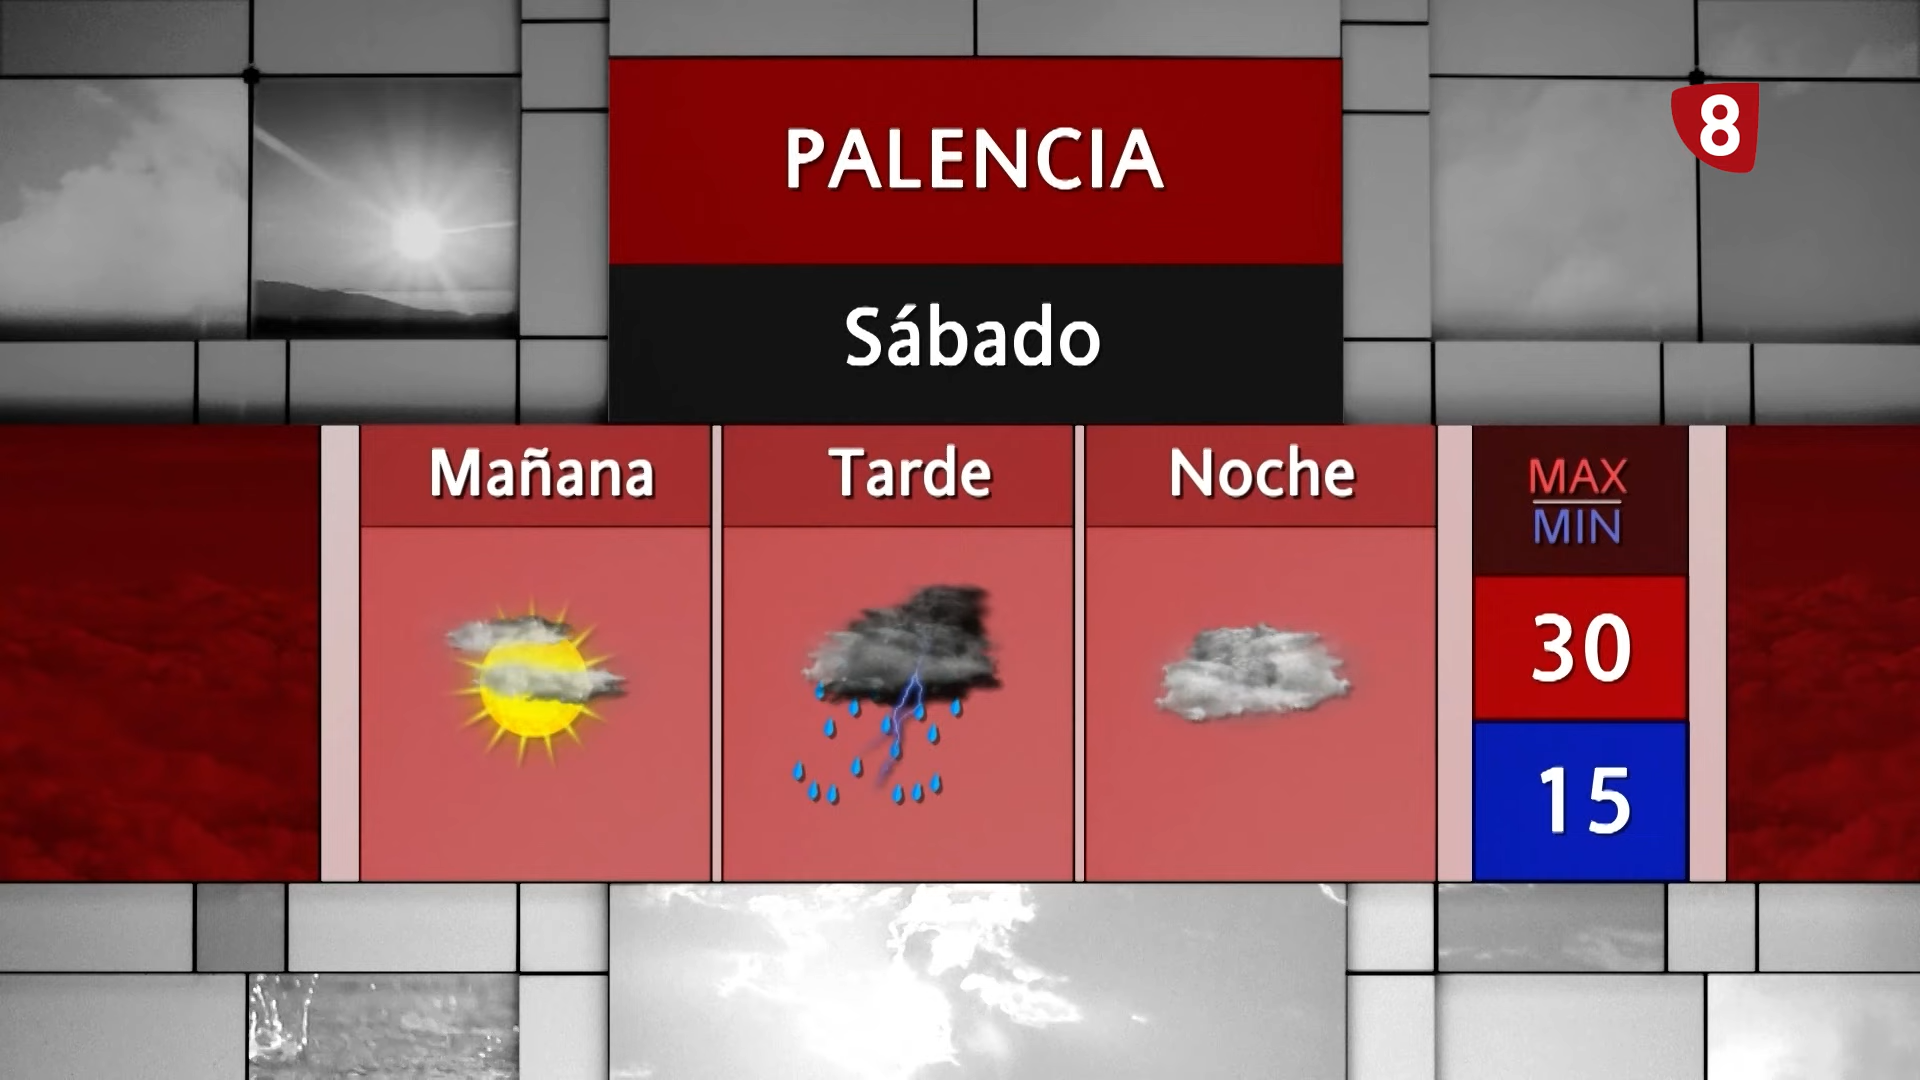 PALENCIA
8
Sábado
Mañana
Tarde
Noche
MAX
MIN
30
15